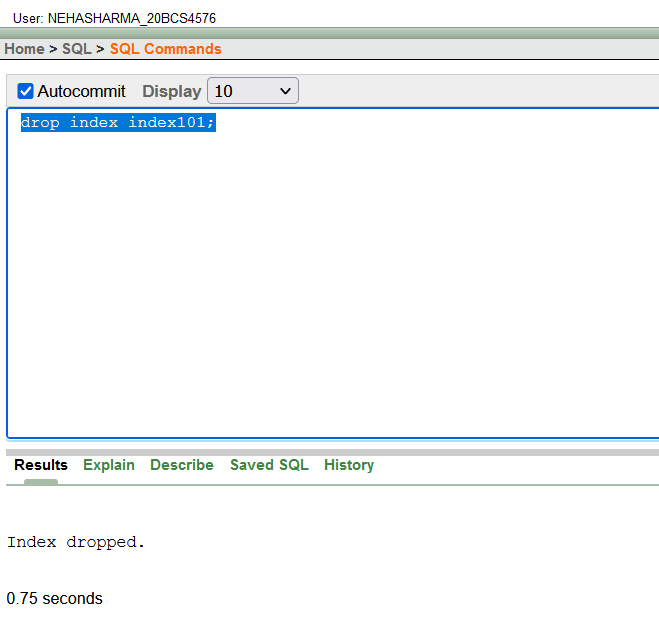 User: NEHASHARMA_20BCS4576
Home > SQL > SQL Commands
Autocommit Display 10
drop index index101;
Results Explain Describe Saved SQL History
Index dropped.
0.75 seconds